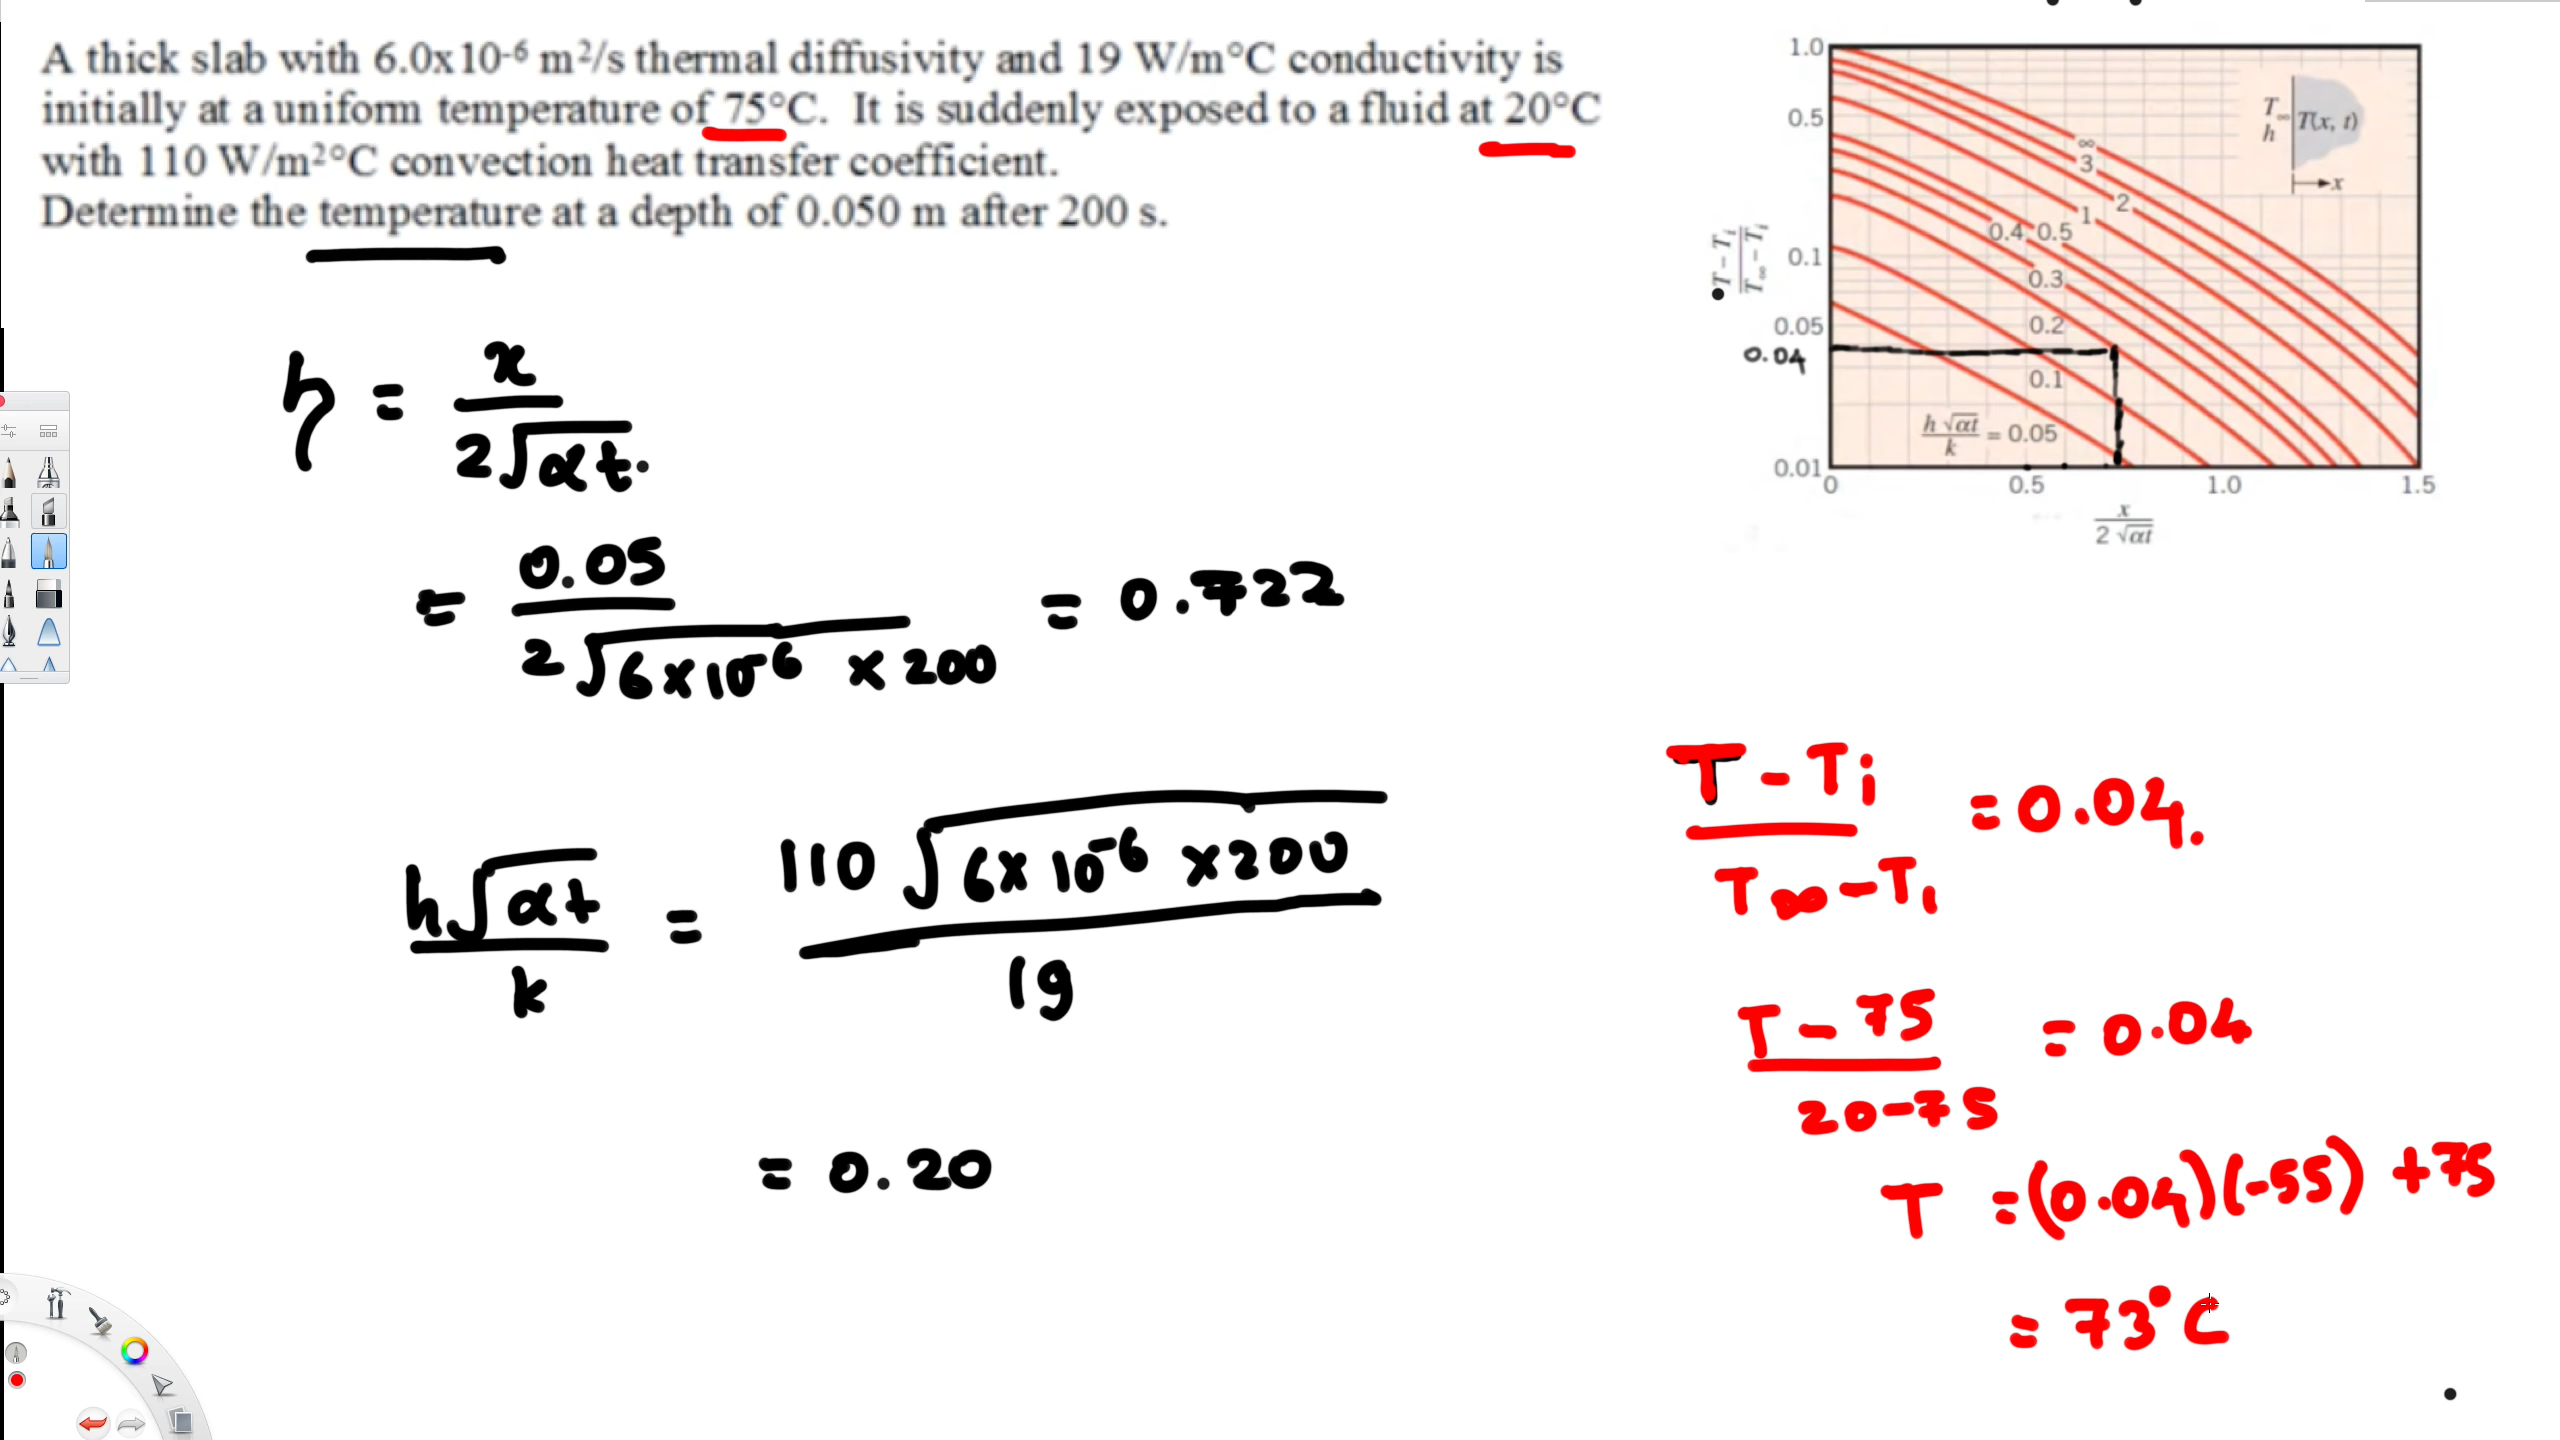 A thick slab with 6.0x10-6 m²/s thermal diffusivity and 19 W/m°C conductivity is
initially at a uniform temperature of 75°C. It is suddenly exposed to a fluid at 20°C
with 110 W/m²°C convection heat transfer coefficient.
Determine the temperature at a depth of 0.050 m after 200 s.
η = x / 2√αt.
= 0.05 / 2√6×10⁻⁶ ×200 = 0.722
h√αt / k = 110 √6×10⁻⁶ ×200 / 19
= 0.20
1.0
0.5
0.1
0.05
0.04
0.01
T – Ti / T∞ – Ti
∞
3
2
1
0.4 0.5
0.3
0.2
0.1
h √αt / k = 0.05
T∞
h
T(x, t)
x
0 0.5 1.0 1.5
x / 2 √αt
T – Ti / T∞ – Ti = 0.04.
T – 75 / 20–75 = 0.04
T = (0.04)(-55) +75
= 73°C